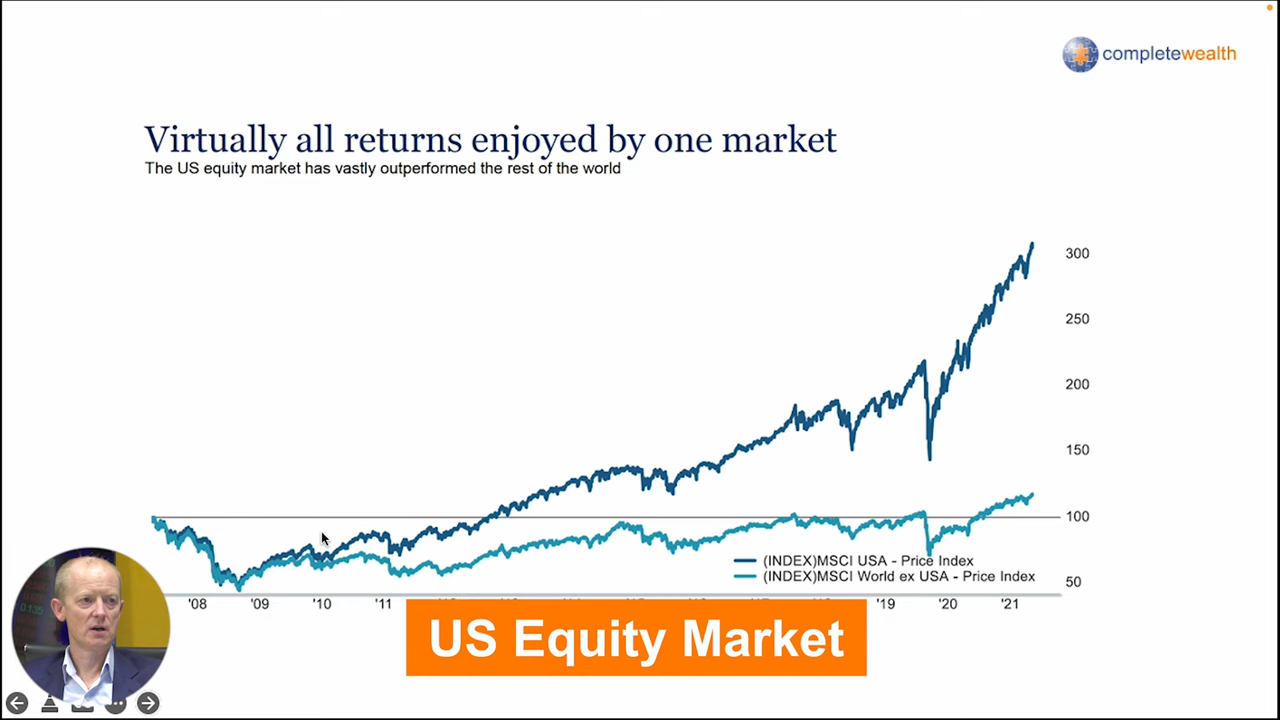 completewealth
Virtually all returns enjoyed by one market
The US equity market has vastly outperformed the rest of the world
300
250
200
150
100
(INDEX)MSCI USA - Price Index
(INDEX)MSCI World ex USA - Price Index
50
'08 '09 '10 '11 '19 '20 '21
0.135
US Equity Market